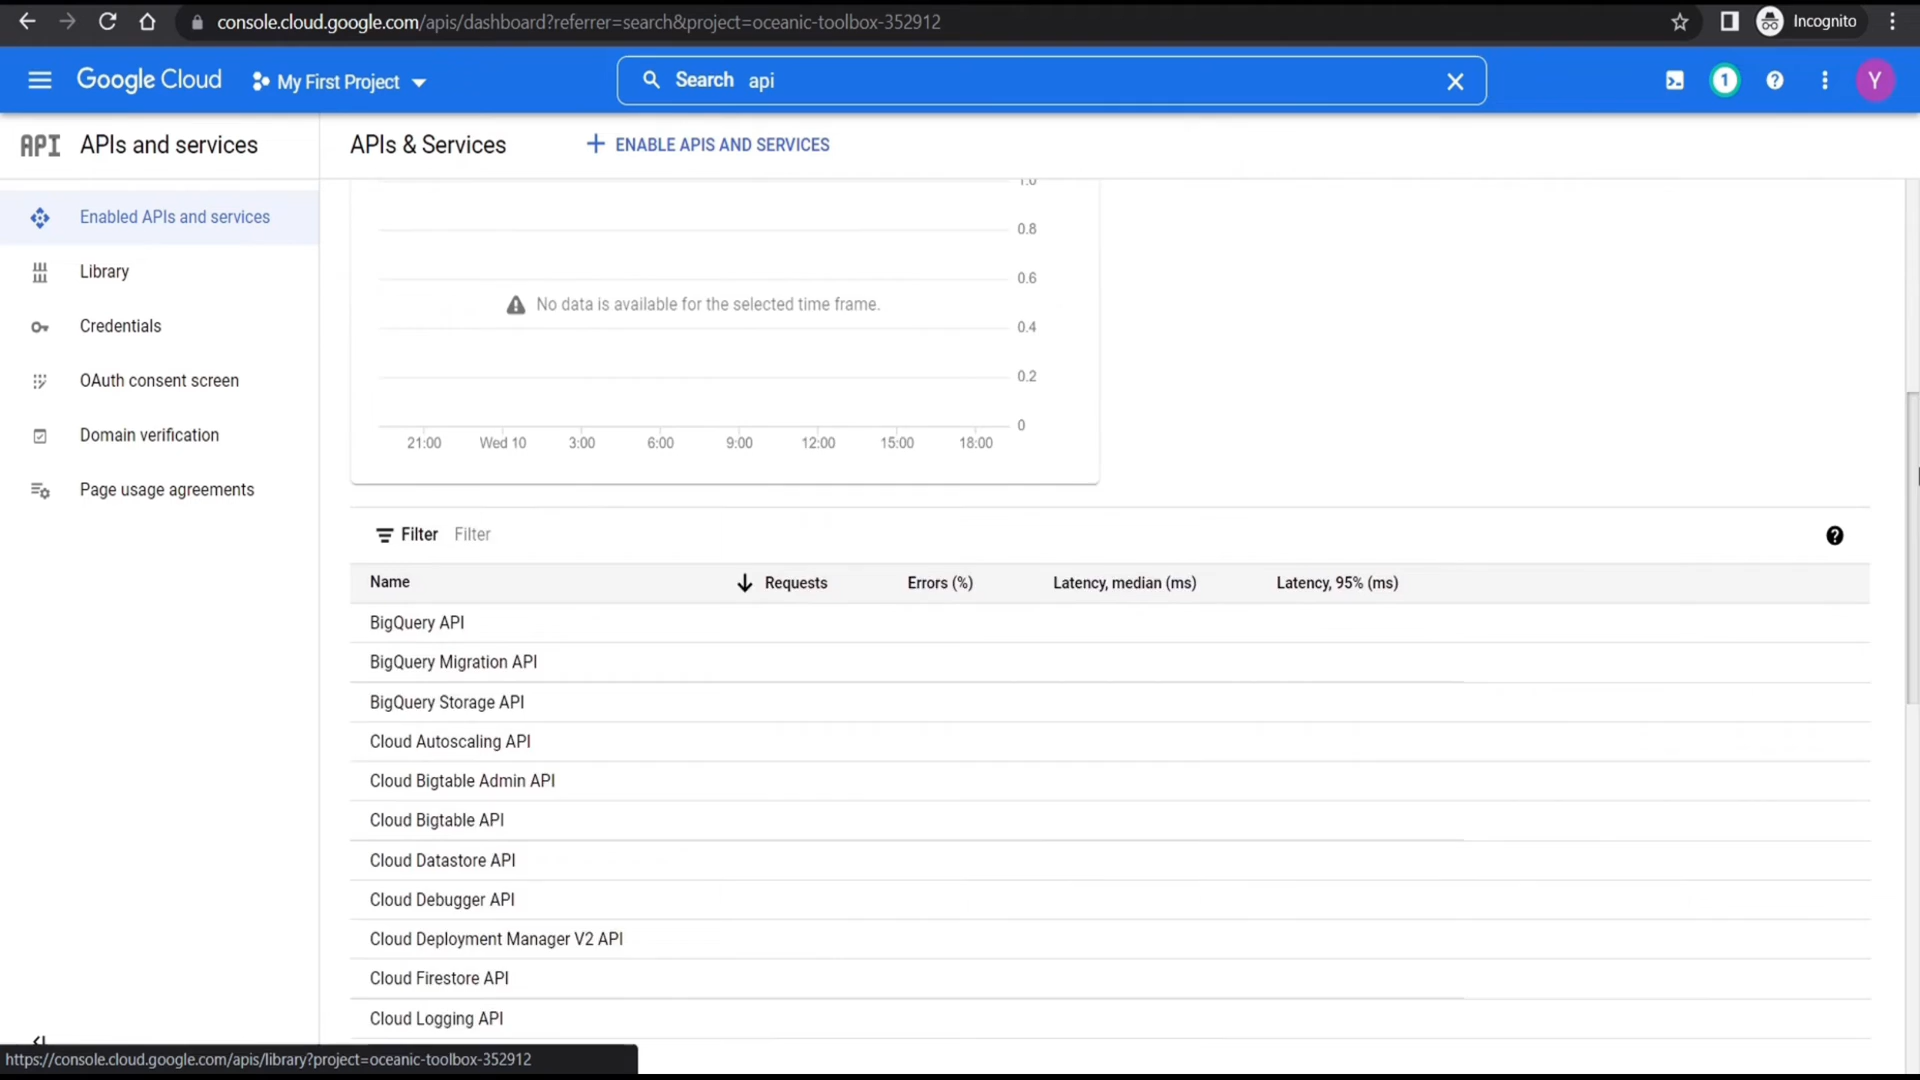 console.cloud.google.com/apis/dashboard?referrer=search&project=oceanic-toolbox-352912
Incognito
Google Cloud
My First Project
Search api
1
Y
API APIs and services
APIs & Services
ENABLE APIS AND SERVICES
Enabled APIs and services
Library
Credentials
OAuth consent screen
Domain verification
Page usage agreements
1.0
0.8
0.6
No data is available for the selected time frame.
0.4
0.2
0
21:00 Wed 10 3:00 6:00 9:00 12:00 15:00 18:00
Filter Filter
Name Requests Errors (%) Latency, median (ms) Latency, 95% (ms)
BigQuery API
BigQuery Migration API
BigQuery Storage API
Cloud Autoscaling API
Cloud Bigtable Admin API
Cloud Bigtable API
Cloud Datastore API
Cloud Debugger API
Cloud Deployment Manager V2 API
Cloud Firestore API
Cloud Logging API
https://console.cloud.google.com/apis/library?project=oceanic-toolbox-352912